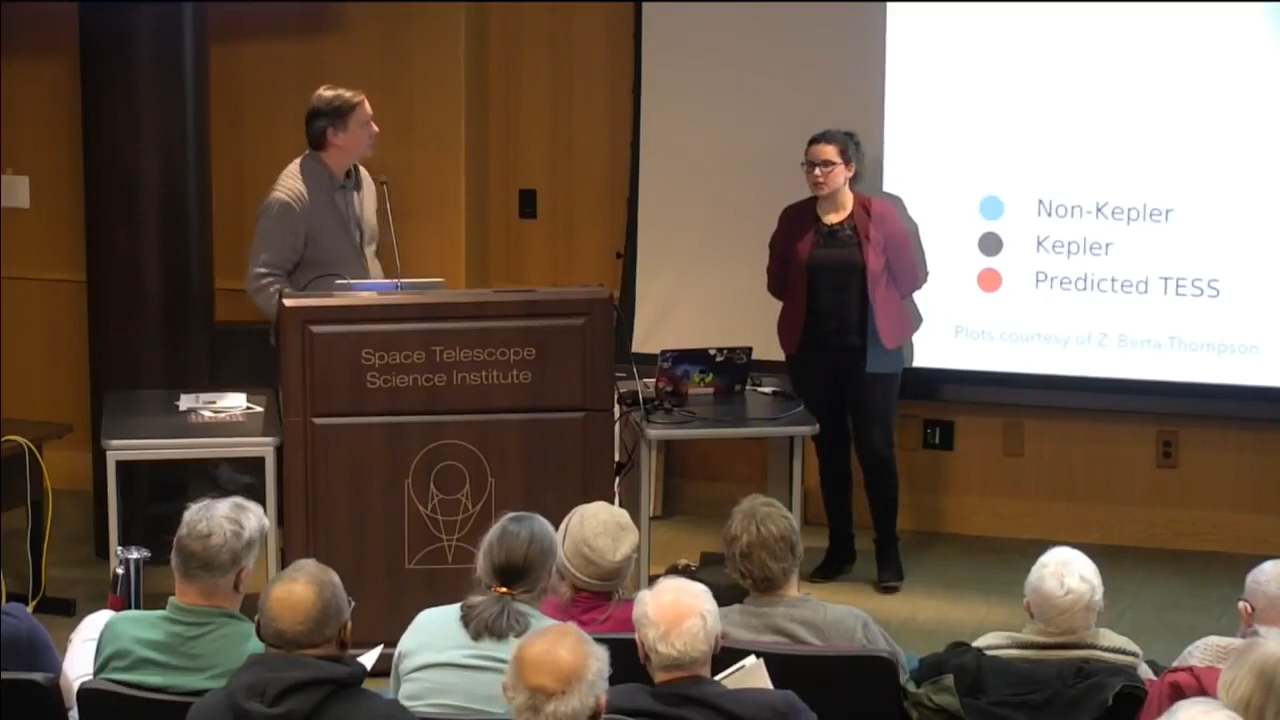 Non-Kepler
Kepler
Predicted TESS
Plots courtesy of Z. Berta-Thompson
Space Telescope
Science Institute